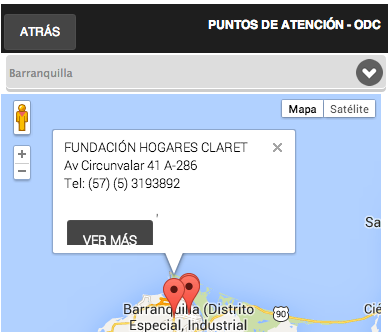 ATRÁS
PUNTOS DE ATENCIÓN - ODC
Barranquilla
Mapa
Satélite
FUNDACIÓN HOGARES CLARET
Av Circunvalar 41 A-286
Tel: (57) (5) 3193892
,
VER MÁS
Sa
90
Cié
Barranquilla (Distrito
Especial, Industrial